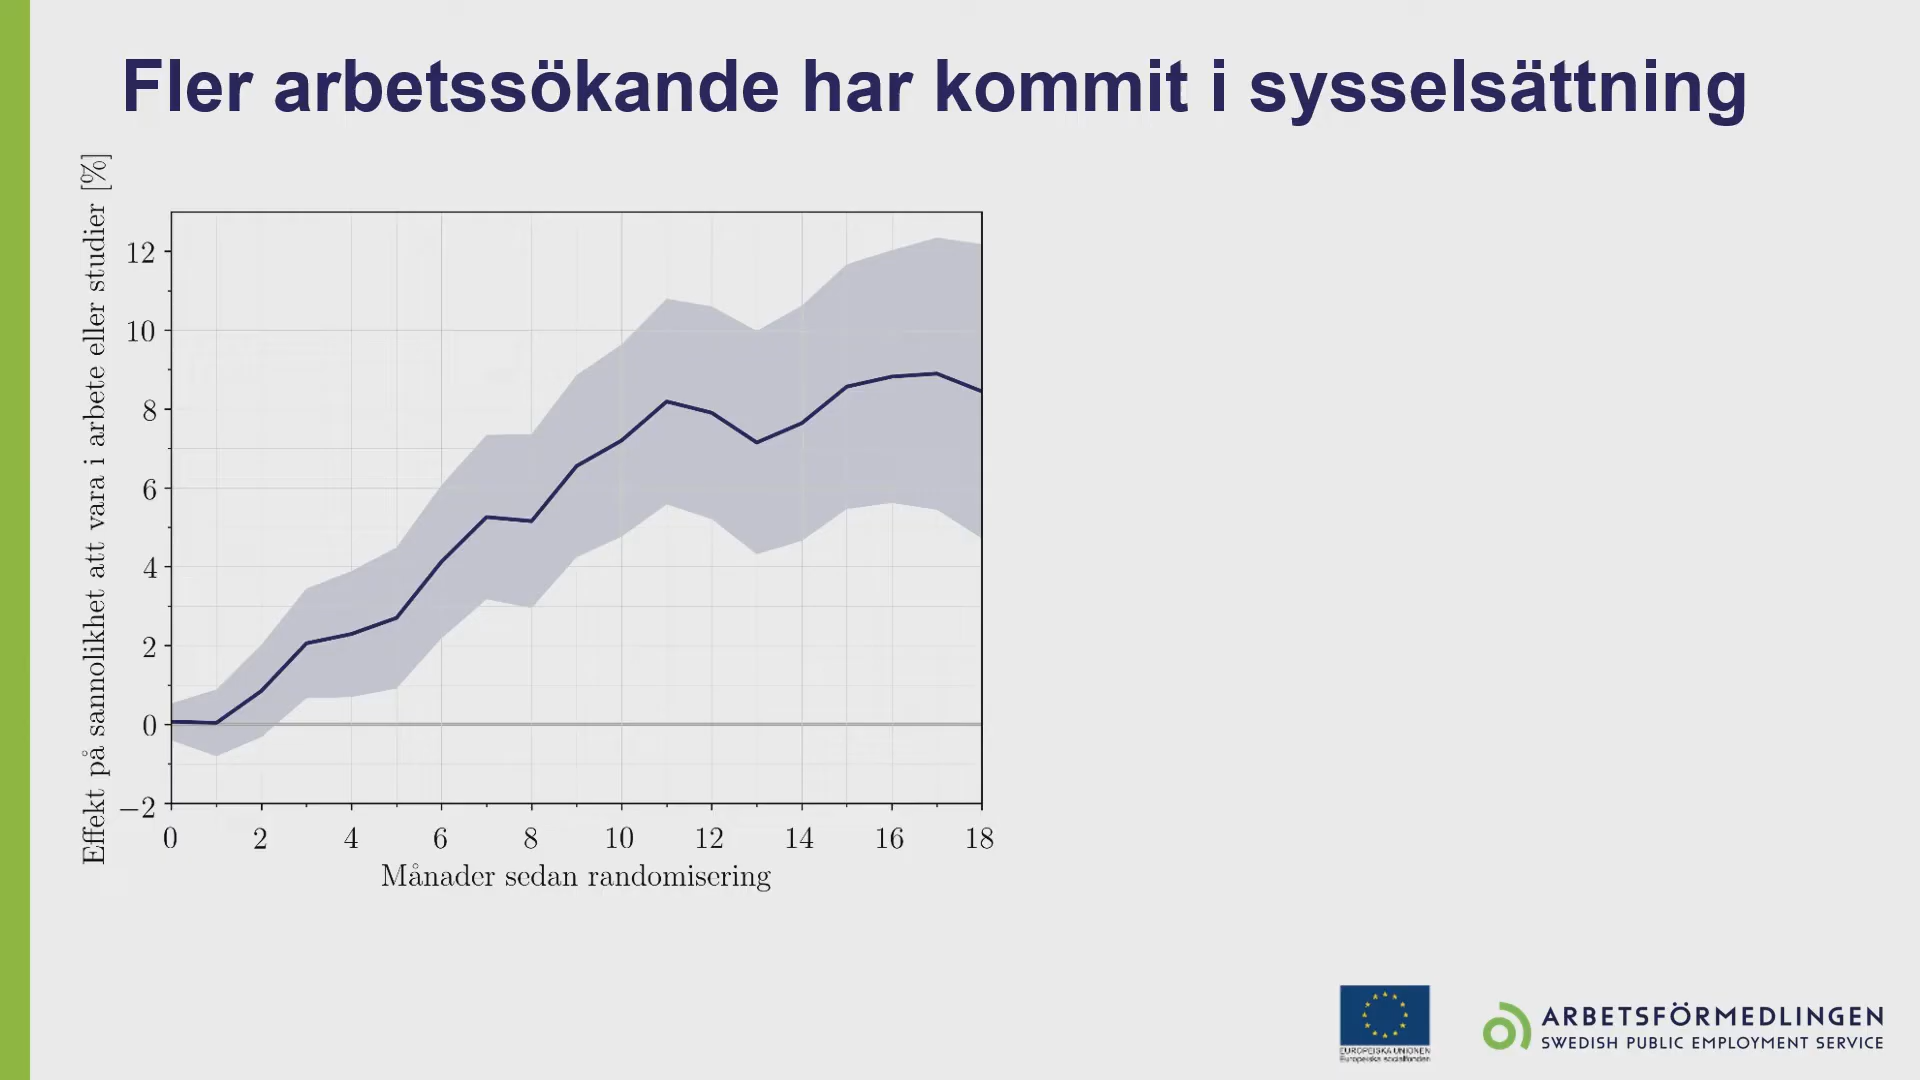 Fler arbetssökande har kommit i sysselsättning
Effekt på sannolikhet att vara i arbete eller studier [%]
12
10
8
6
4
2
0
−2
0 2 4 6 8 10 12 14 16 18
Månader sedan randomisering
EUROPEISKA UNIONEN
Europeiska socialfonden
ARBETSFÖRMEDLINGEN
SWEDISH PUBLIC EMPLOYMENT SERVICE